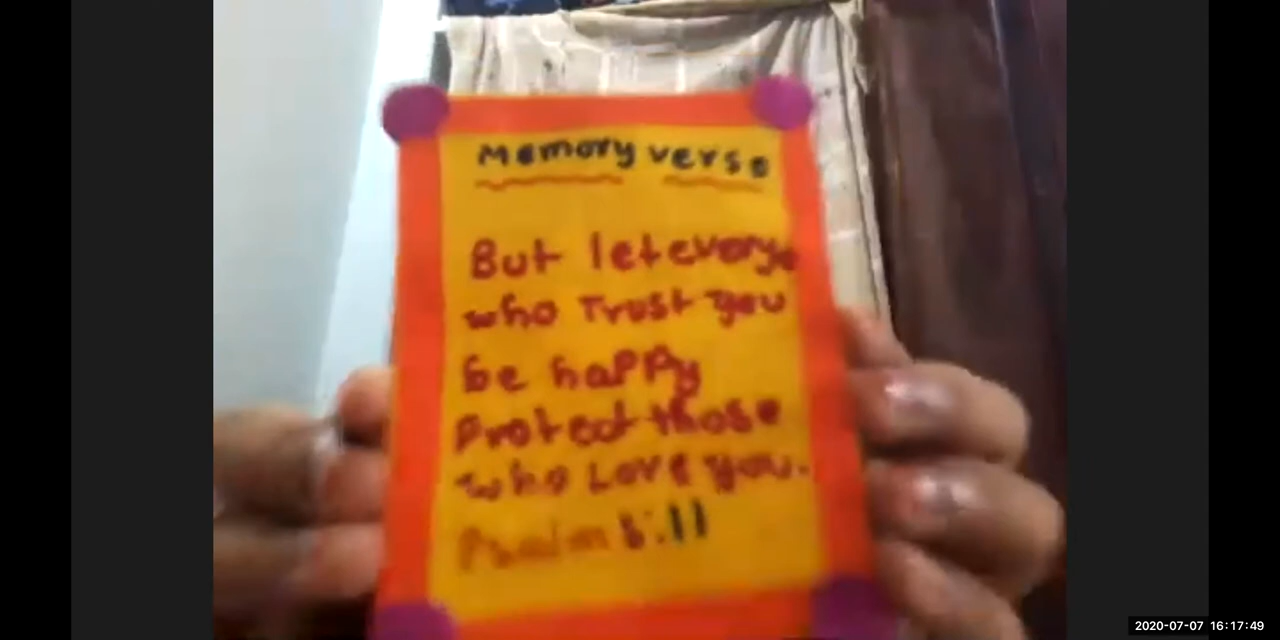 Memory verse
But let everyo
who Trust you
be happy
Protect those
who Love you.
Psalm 5:11
2020-07-07 16:17:49